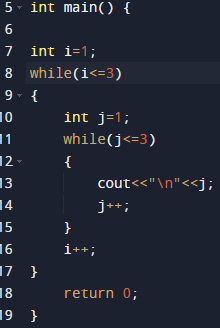 5 int main() {
6
7 int i=1;
8 while(i<=3)
9 {
10 int j=1;
11 while(j<=3)
12 {
13 cout<<"\n"<<j;
14 j++;
15 }
16 i++;
17 }
18 return 0;
19 }